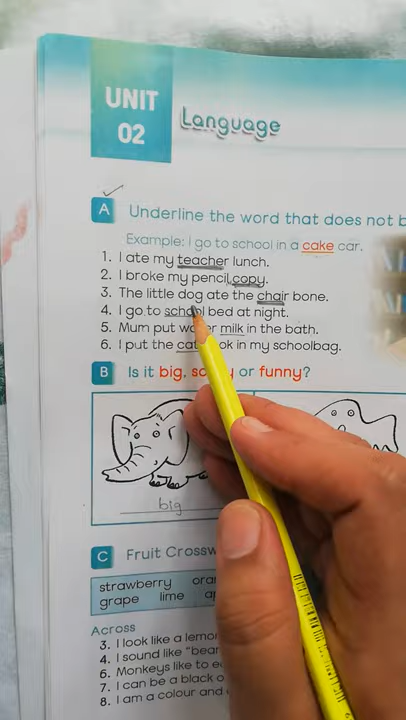 UNIT
02
Language
A Underline the word that does not
Example: I go to school in a cake car.
1. I ate my teacher lunch.
2. I broke my pencil copy.
3. The little dog ate the chair bone.
4. I go to school bed at night.
5. Mum put water milk in the bath.
6. I put the cat in my schoolbag.
B Is it big, or funny?
big
C Fruit
strawberry
grape lime
Across
3. I look like a
4. I sound like
6. Monkeys like to
7. I can be a black
8. I am a colour and